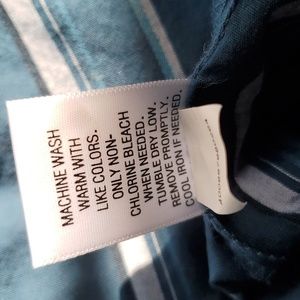 MACHINE WASH
WARM WITH
LIKE COLORS.
ONLY NON-
CHLORINE BLEACH
WHEN NEEDED.
TUMBLE DRY LOW.
REMOVE PROMPTLY.
COOL IRON IF NEEDED.